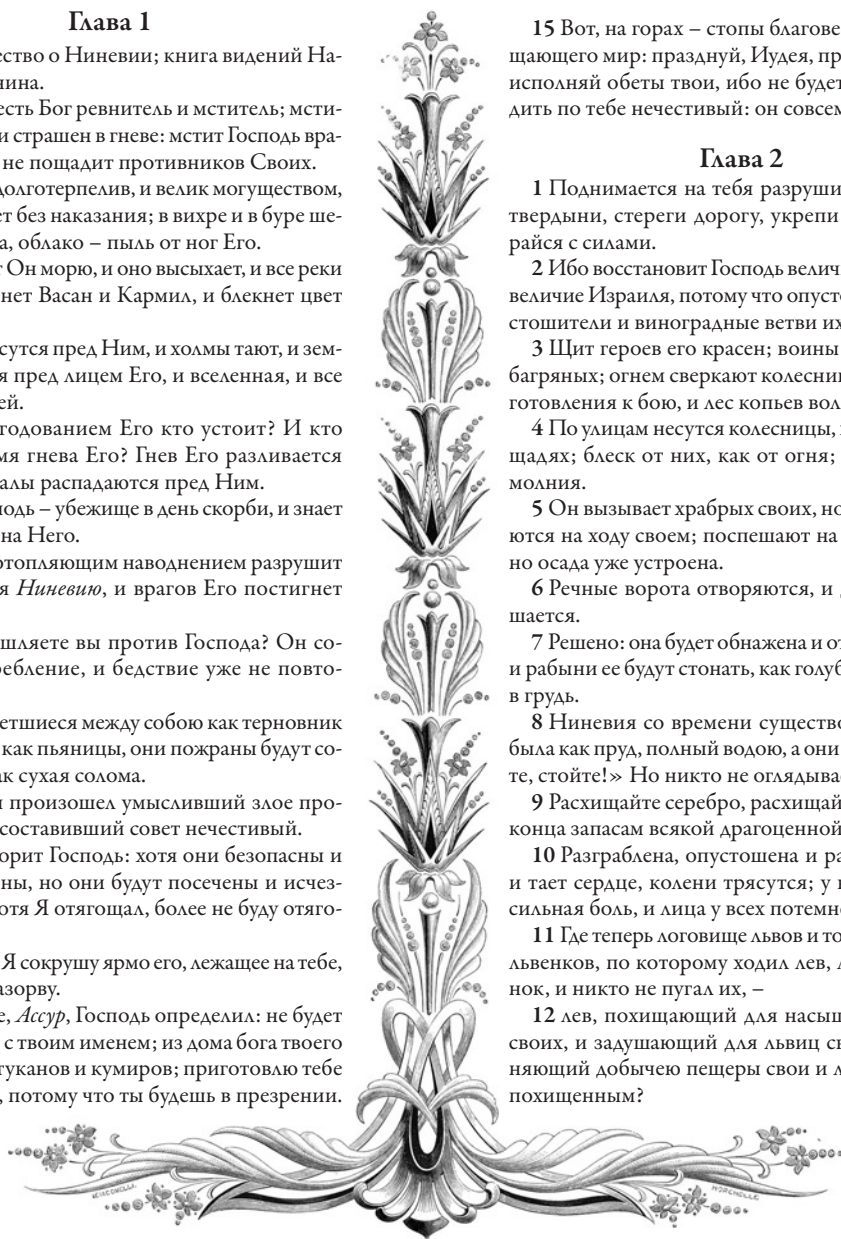 Глава 1
ество о Ниневии; книга видений На-
чина.
есть Бог ревнитель и мститель; мсти-
и страшен в гневе: мстит Господь вра-
не пощадит противников Своих.
долготерпелив, и велик могуществом,
ет без наказания; в вихре и в буре ше-
а, облако – пыль от ног Его.
т Он морю, и оно высыхает, и все реки
нет Васан и Кармил, и блекнет цвет
сутся пред Ним, и холмы тают, и зем-
я пред лицем Его, и вселенная, и все
ей.
годованием Его кто устоит? И кто
мя гнева Его? Гнев Его разливается
алы распадаются пред Ним.
подь – убежище в день скорби, и знает
на Него.
отопляющим наводнением разрушит
я Ниневию, и врагов Его постигнет
шляете вы против Господа? Он со-
ребление, и бедствие уже не повто-
етшиеся между собою как терновник
как пьяницы, они пожраны будут со-
ак сухая солома.
и произошел умысливший злое про-
составивший совет нечестивый.
орит Господь: хотя они безопасны и
ны, но они будут посечены и исчез-
отя Я отягощал, более не буду отяго-
Я сокрушу ярмо его, лежащее на тебе,
азорву.
е, Ассур, Господь определил: не будет
с твоим именем; из дома бога твоего
туканов и кумиров; приготовлю тебе
, потому что ты будешь в презрении.
15 Вот, на горах – стопы благове
щающего мир: празднуй, Иудея, пр
исполняй обеты твои, ибо не будет
дить по тебе нечестивый: он совсем
Глава 2
1 Поднимается на тебя разруши
твердыни, стереги дорогу, укрепи
райся с силами.
2 Ибо восстановит Господь велич
величие Израиля, потому что опусто
стошители и виноградные ветви их
3 Щит героев его красен; воины
багряных; огнем сверкают колесни
готовления к бою, и лес копьев вол
4 По улицам несутся колесницы,
щадях; блеск от них, как от огня;
молния.
5 Он вызывает храбрых своих, но
ются на ходу своем; поспешают на
но осада уже устроена.
6 Речные ворота отворяются, и
шается.
7 Решено: она будет обнажена и от
и рабыни ее будут стонать, как голуб
в грудь.
8 Ниневия со времени существо
была как пруд, полный водою, а они
те, стойте!» Но никто не оглядывае
9 Расхищайте серебро, расхищай
конца запасам всякой драгоценной
10 Разграблена, опустошена и ра
и тает сердце, колени трясутся; у
сильная боль, и лица у всех потемн
11 Где теперь логовище львов и то
львенков, по которому ходил лев,
нок, и никто не пугал их, –
12 лев, похищающий для насыщ
своих, и задушающий для львиц св
няющий добычею пещеры свои и л
похищенным?